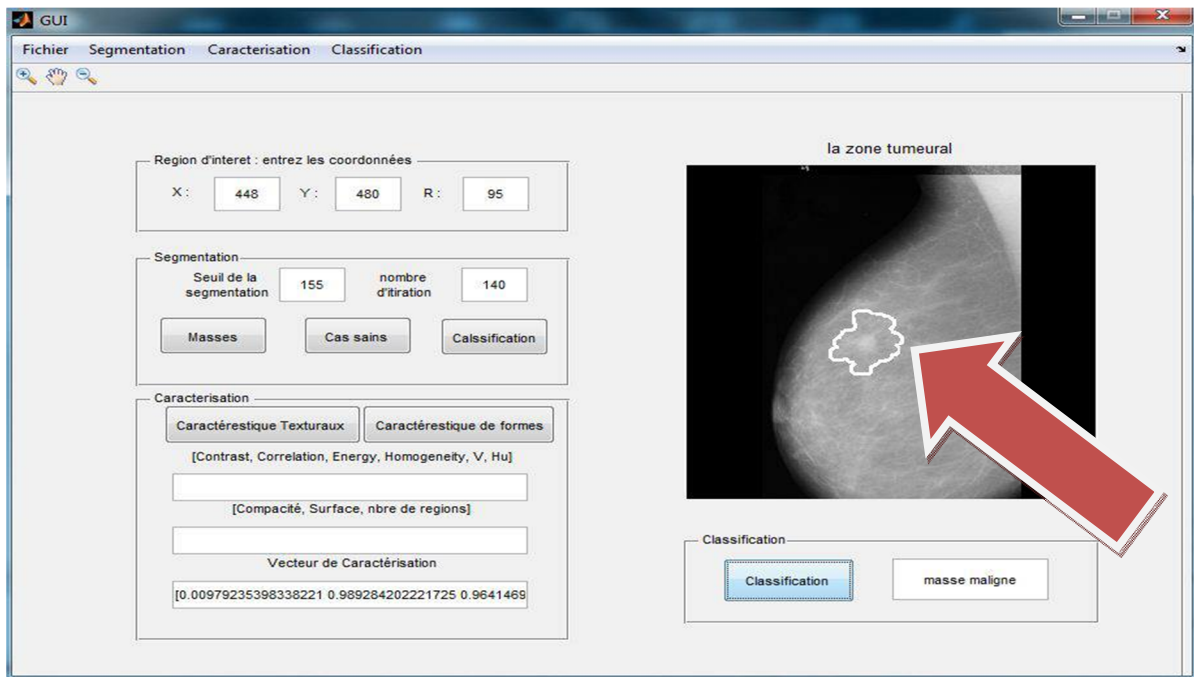 GUI
Fichier Segmentation Caracterisation Classification
Region d'interet : entrez les coordonnées
X : 448 Y : 480 R : 95
Segmentation
Seuil de la segmentation 155 nombre d'itiration 140
Masses Cas sains Calssification
Caracterisation
Caractérestique Texturaux Caractérestique de formes
[Contrast, Correlation, Energy, Homogeneity, V, Hu]
[Compacité, Surface, nbre de regions]
Vecteur de Caractérisation
[0.00979235398338221 0.989284202221725 0.9641469
la zone tumeural
Classification
Classification masse maligne